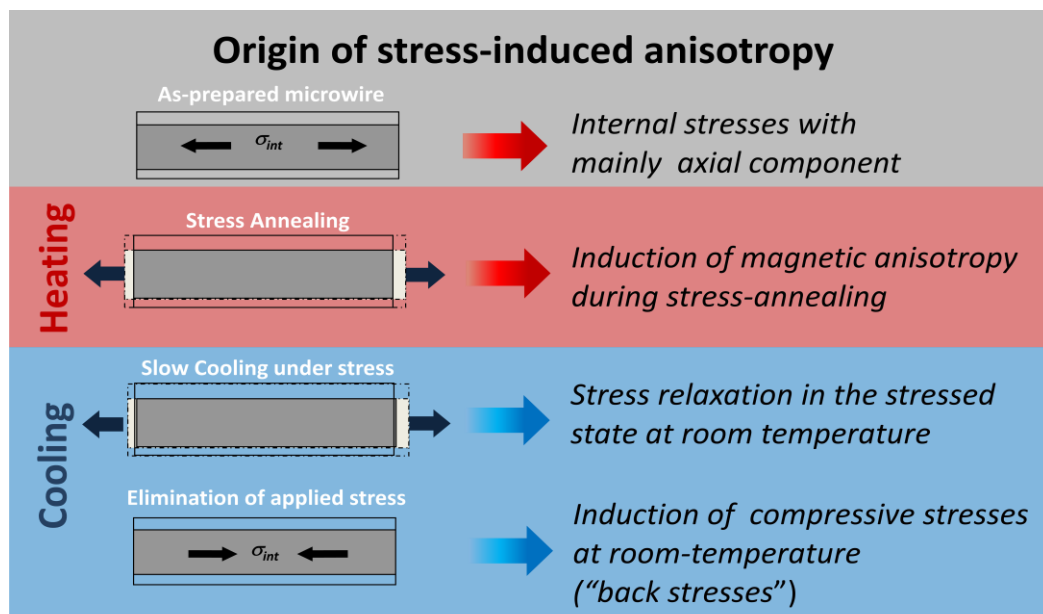 Origin of stress-induced anisotropy
As-prepared microwire
σint
Internal stresses with
mainly axial component
Heating
Stress Annealing
Induction of magnetic anisotropy
during stress-annealing
Cooling
Slow Cooling under stress
Stress relaxation in the stressed
state at room temperature
Elimination of applied stress
σint
Induction of compressive stresses
at room-temperature
(“back stresses”)